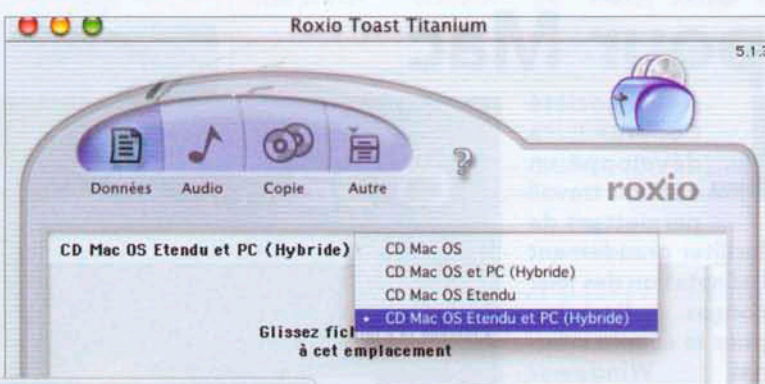 Roxio Toast Titanium
5.1.3
Données Audio Copie Autre
?
roxio
CD Mac OS Etendu et PC (Hybride)
CD Mac OS
CD Mac OS et PC (Hybride)
CD Mac OS Etendu
• CD Mac OS Etendu et PC (Hybride)
Glissez
à cet emplacement